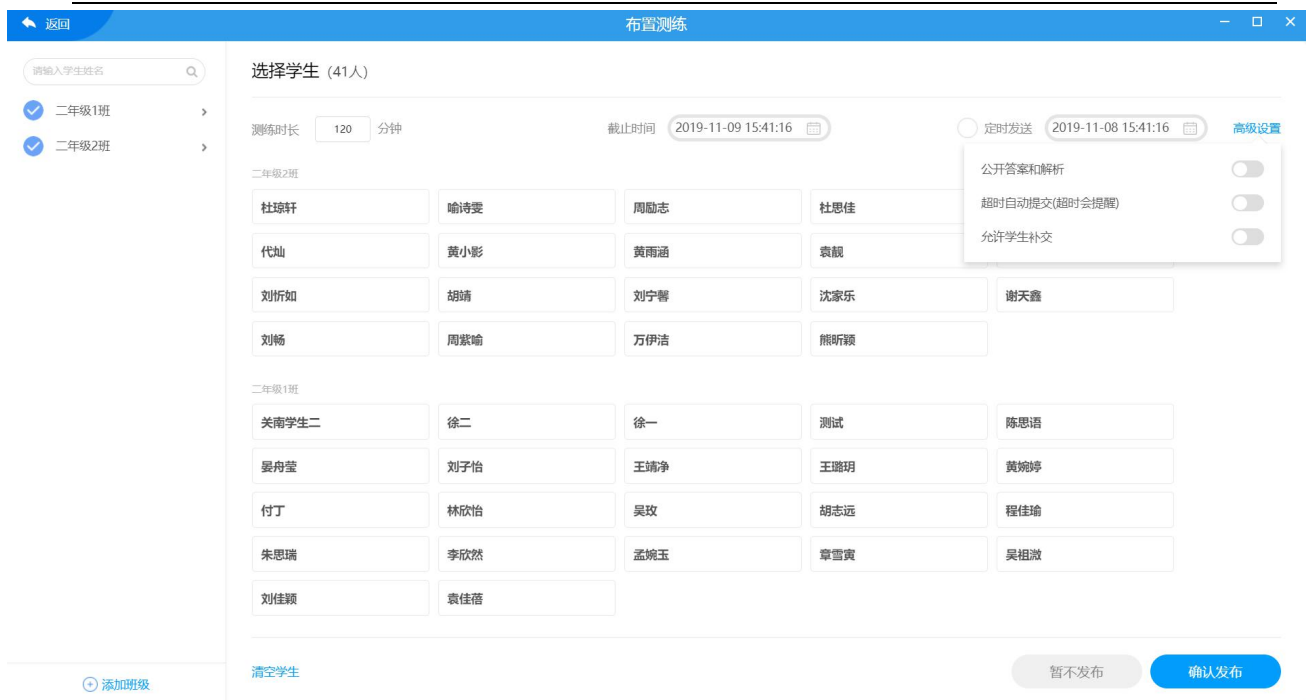 返回
布置测练
请输入学生姓名
二年级1班
二年级2班
添加班级
选择学生 (41人)
测练时长 120 分钟 截止时间 2019-11-09 15:41:16 定时发送 2019-11-08 15:41:16 高级设置
公开答案和解析
超时自动提交(超时会提醒)
允许学生补交
二年级2班
杜琼轩 喻诗雯 周励志 杜思佳
代灿 黄小影 黄雨涵 袁靓
刘忻如 胡靖 刘宁馨 沈家乐 谢天鑫
刘畅 周紫喻 万伊洁 熊昕颖
二年级1班
关南学生二 徐二 徐一 测试 陈思语
晏舟莹 刘子怡 王靖净 王璐玥 黄婉婷
付丁 林欣怡 吴玫 胡志远 程佳瑜
朱思瑞 李欣然 孟婉玉 章雪寅 吴祖溦
刘佳颖 袁佳蓓
清空学生 暂不发布 确认发布